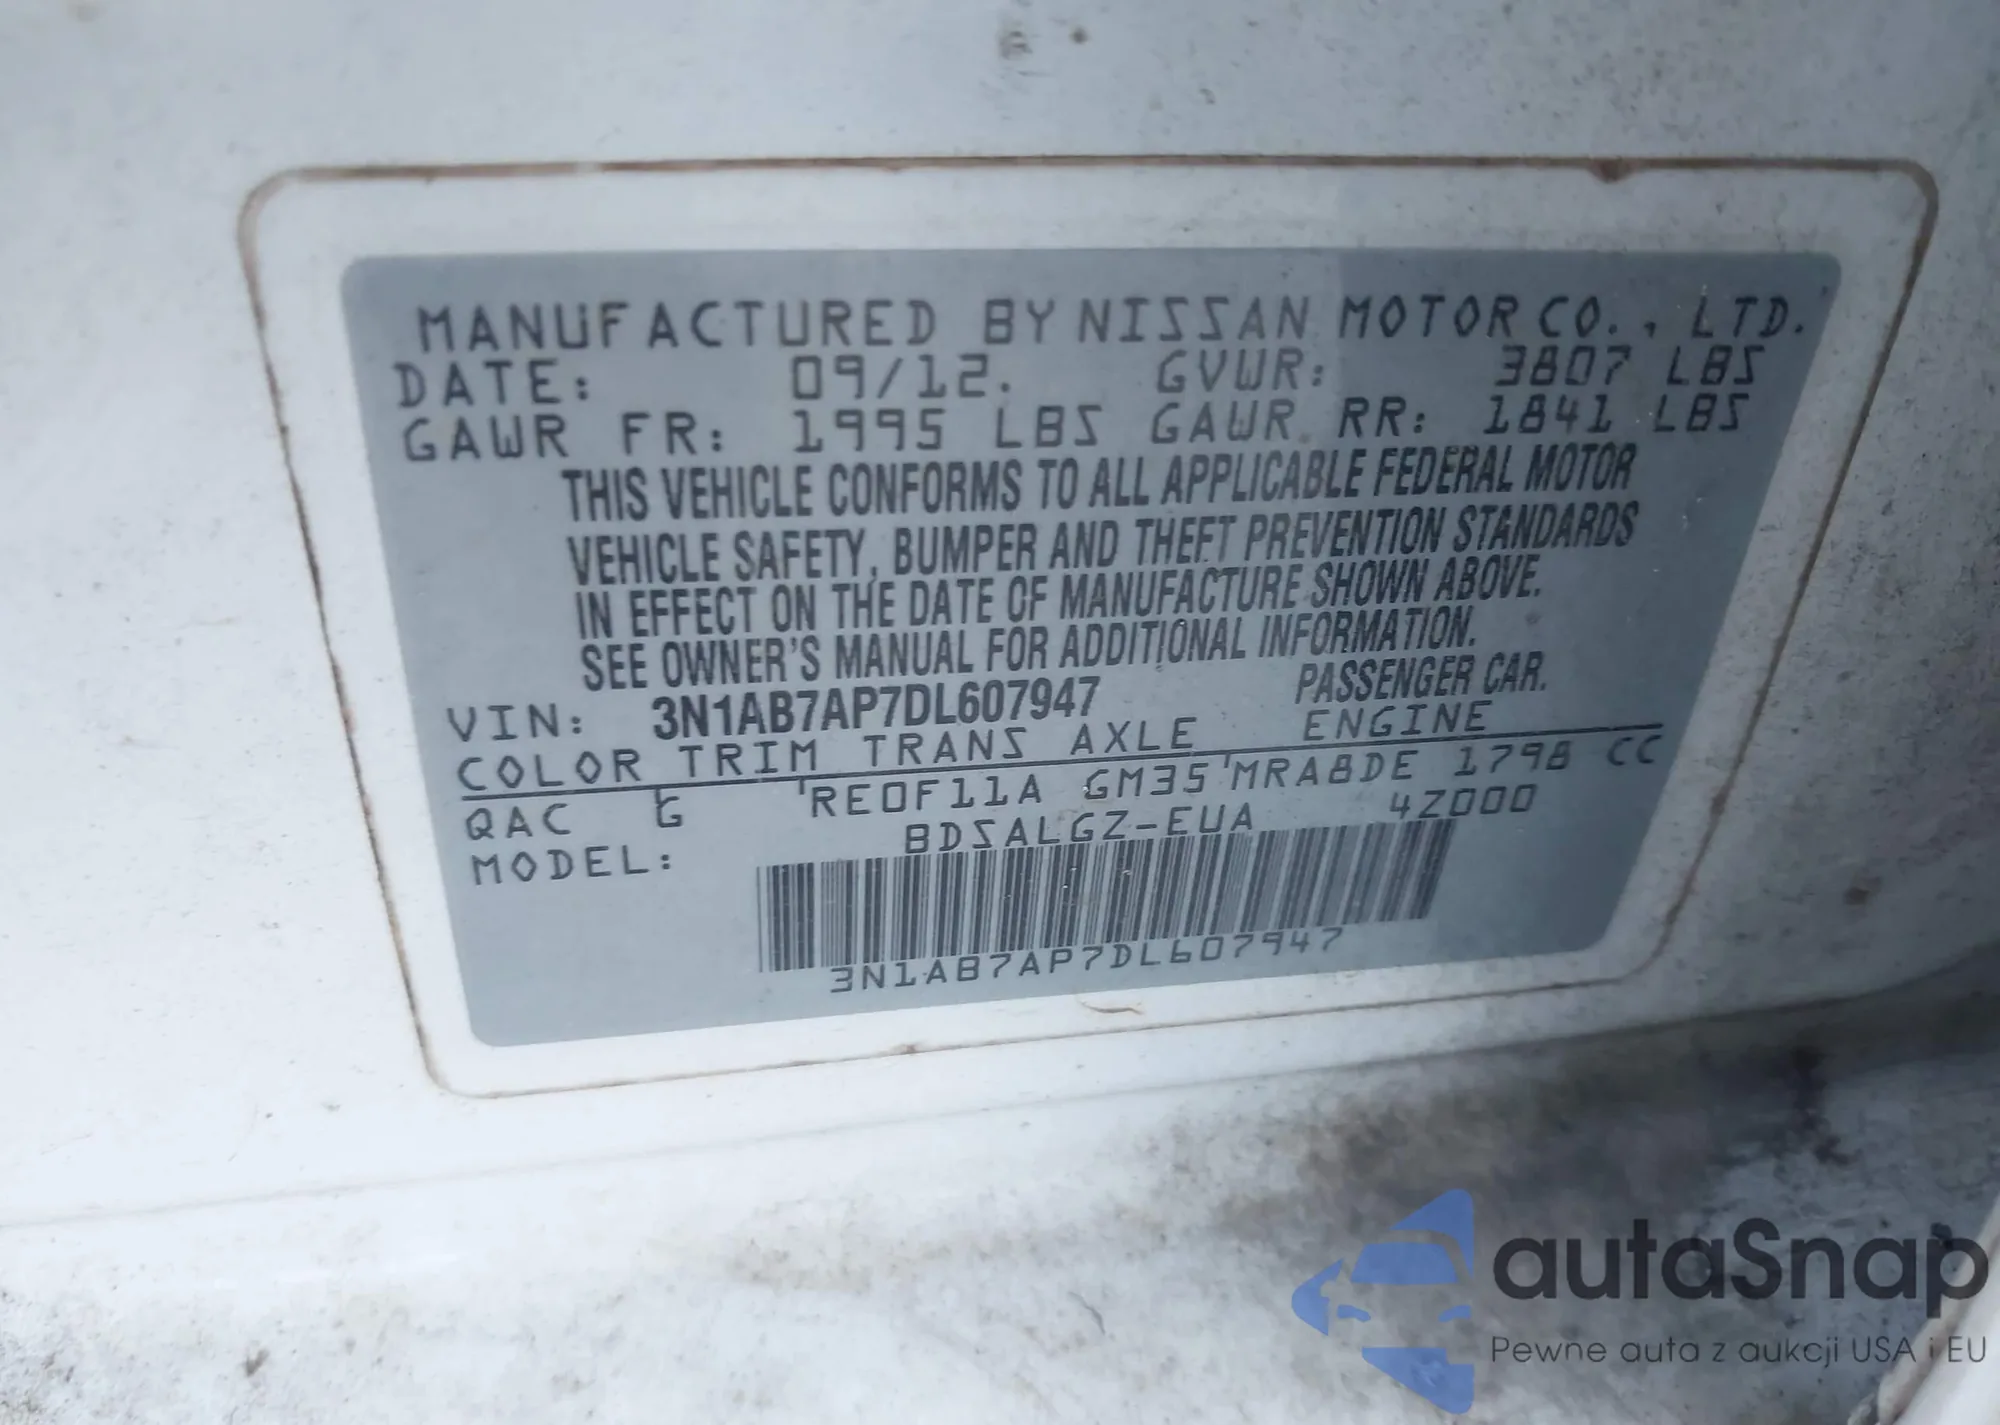 MANUFACTURED BY NISSAN MOTOR CO., LTD.
DATE: 09/12. GVWR: 3807 LBS
GAWR FR: 1995 LBS GAWR RR: 1841 LBS
THIS VEHICLE CONFORMS TO ALL APPLICABLE FEDERAL MOTOR
VEHICLE SAFETY, BUMPER AND THEFT PREVENTION STANDARDS
IN EFFECT ON THE DATE OF MANUFACTURE SHOWN ABOVE.
SEE OWNER'S MANUAL FOR ADDITIONAL INFORMATION.
VIN: 3N1AB7AP7DL607947 PASSENGER CAR.
COLOR TRIM TRANS AXLE ENGINE
QAC G RE0F11A GM35 MRA8DE 1798 CC
MODEL: BDSALGZ-EUA 4Z000
3N1AB7AP7DL607947
autaSnap
Pewne auta z aukcji USA i EU